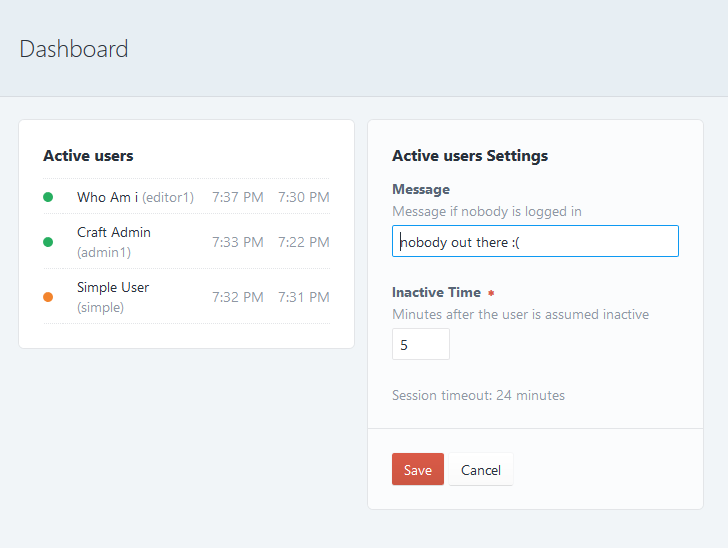 Dashboard
Active users
Who Am i (editor1) 7:37 PM 7:30 PM
Craft Admin
(admin1) 7:33 PM 7:22 PM
Simple User
(simple) 7:32 PM 7:31 PM
Active users Settings
Message
Message if nobody is logged in
nobody out there :(
Inactive Time *
Minutes after the user is assumed inactive
5
Session timeout: 24 minutes
Save Cancel